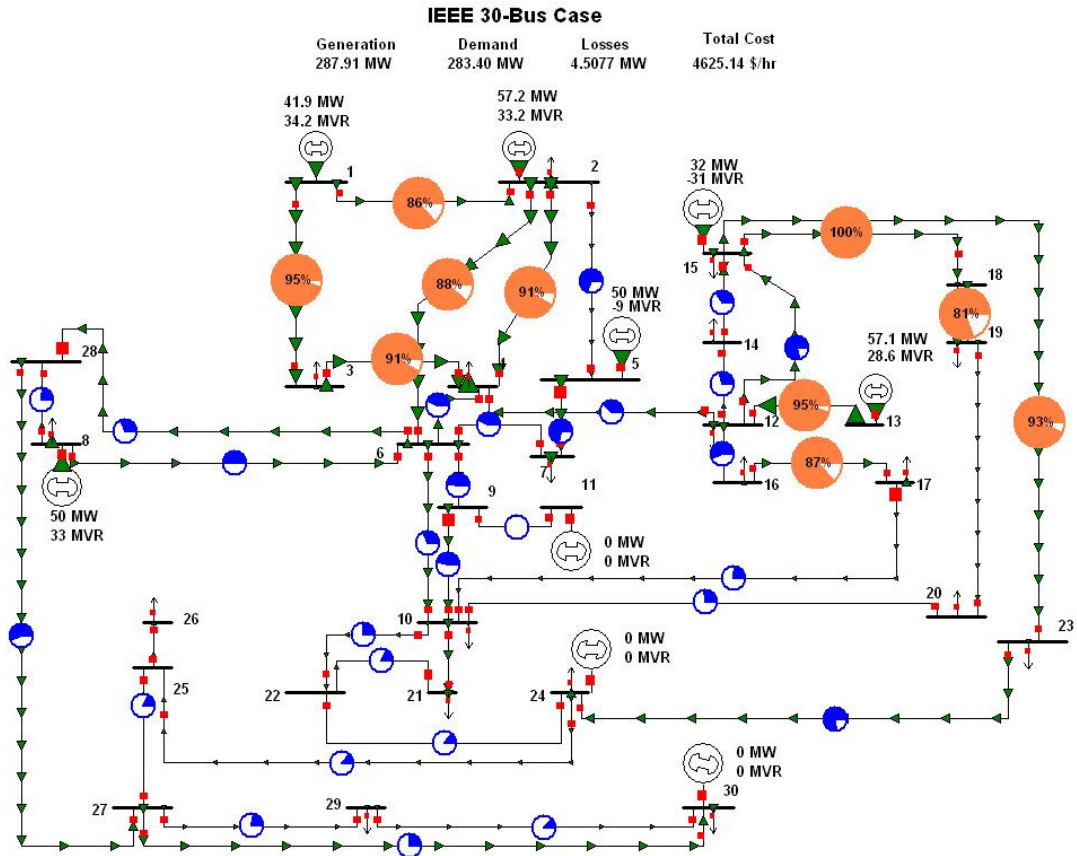 IEEE 30-Bus Case
Generation Demand Losses Total Cost
287.91 MW 283.40 MW 4.5077 MW 4625.14 $/hr
41.9 MW
34.2 MVR
57.2 MW
33.2 MVR
1
2
86%
32 MW
-31 MVR
100%
15
95%
88%
91%
50 MW
-9 MVR
18
81%
19
57.1 MW
28.6 MVR
14
28
3
91%
4
5
12
95%
13
93%
8
6
7
16
87%
17
50 MW
33 MVR
9
11
0 MW
0 MVR
26
10
20
23
0 MW
0 MVR
25
22
21
24
0 MW
0 MVR
27
29
30